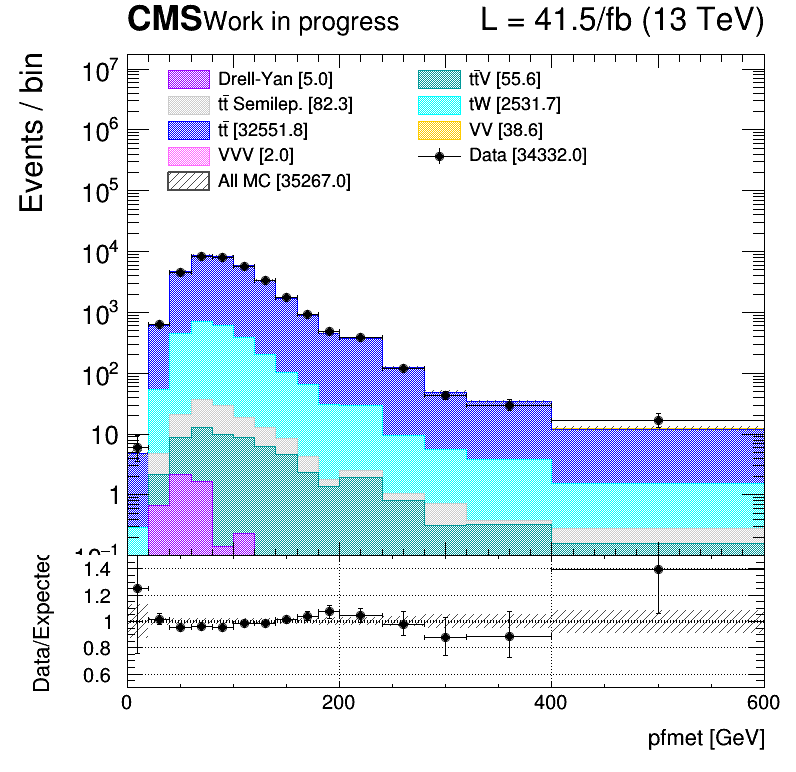 CMS Work in progress L = 41.5/fb (13 TeV)
Events / bin
Drell-Yan [5.0] tt̄V [55.6]
tt̄ Semilep. [82.3] tW [2531.7]
tt̄ [32551.8] VV [38.6]
VVV [2.0] Data [34332.0]
All MC [35267.0]
10⁷
10⁶
10⁵
10⁴
10³
10²
10
1
10⁻¹
Data/Expected
1.4
1.2
1
0.8
0.6
0 200 400 600
pfmet [GeV]